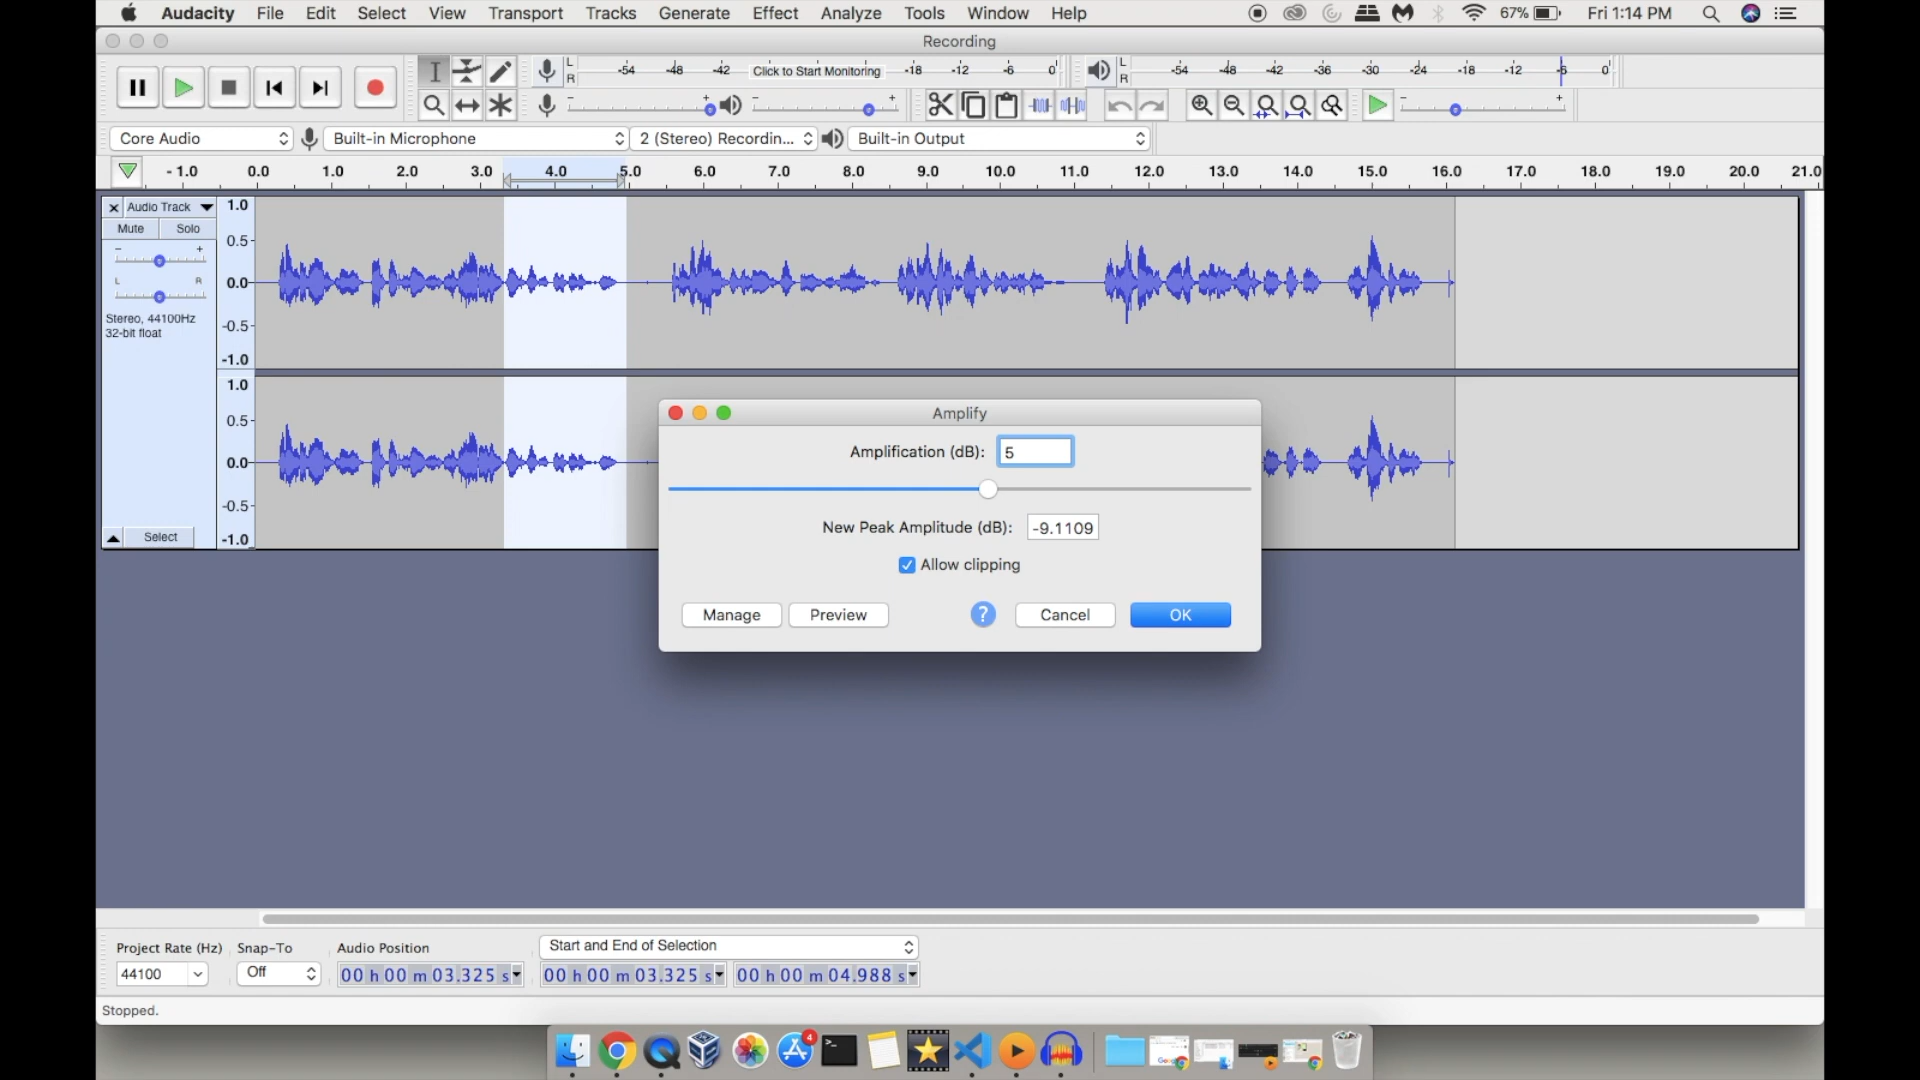 Audacity File Edit Select View Transport Tracks Generate Effect Analyze Tools Window Help 67% Fri 1:14 PM
Recording
L R -54 -48 -42 Click to Start Monitoring -18 -12 -6 0 L R -54 -48 -42 -36 -30 -24 -18 -12 -6 0
- + - + - +
Core Audio Built-in Microphone 2 (Stereo) Recordin... Built-in Output
- 1.0 0.0 1.0 2.0 3.0 4.0 5.0 6.0 7.0 8.0 9.0 10.0 11.0 12.0 13.0 14.0 15.0 16.0 17.0 18.0 19.0 20.0 21.0
Audio Track 1.0
Mute Solo
- + 0.5
L R 0.0
Stereo, 44100Hz
32-bit float -0.5
-1.0
1.0
0.5
0.0
-0.5
Select -1.0
Amplify
Amplification (dB): 5
New Peak Amplitude (dB): -9.1109
Allow clipping
Manage Preview ? Cancel OK
Project Rate (Hz) Snap-To Audio Position Start and End of Selection
44100 Off 00 h 00 m 03.325 s 00 h 00 m 03.325 s 00 h 00 m 04.988 s
Stopped.
4